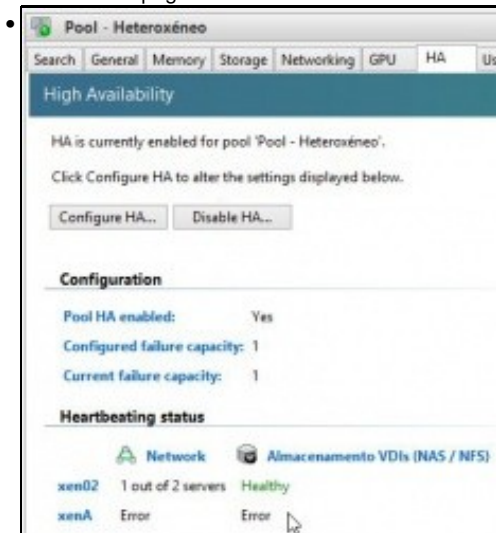 Pool - Heteroxéneo
Search General Memory Storage Networking GPU HA Us
High Availability
HA is currently enabled for pool 'Pool - Heteroxéneo'.
Click Configure HA to alter the settings displayed below.
Configure HA... Disable HA...
Configuration
Pool HA enabled: Yes
Configured failure capacity: 1
Current failure capacity: 1
Heartbeating status
Network Almacenamento VDIs (NAS / NFS)
xen02 1 out of 2 servers Healthy
xenA Error Error